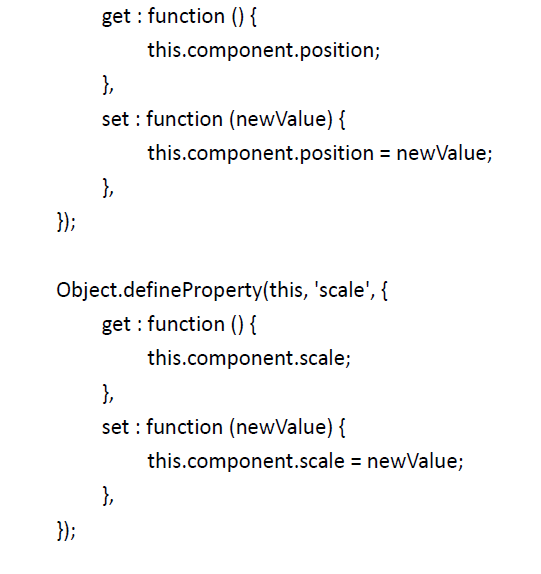 get : function () {
this.component.position;
},
set : function (newValue) {
this.component.position = newValue;
},
});
Object.defineProperty(this, 'scale', {
get : function () {
this.component.scale;
},
set : function (newValue) {
this.component.scale = newValue;
},
});